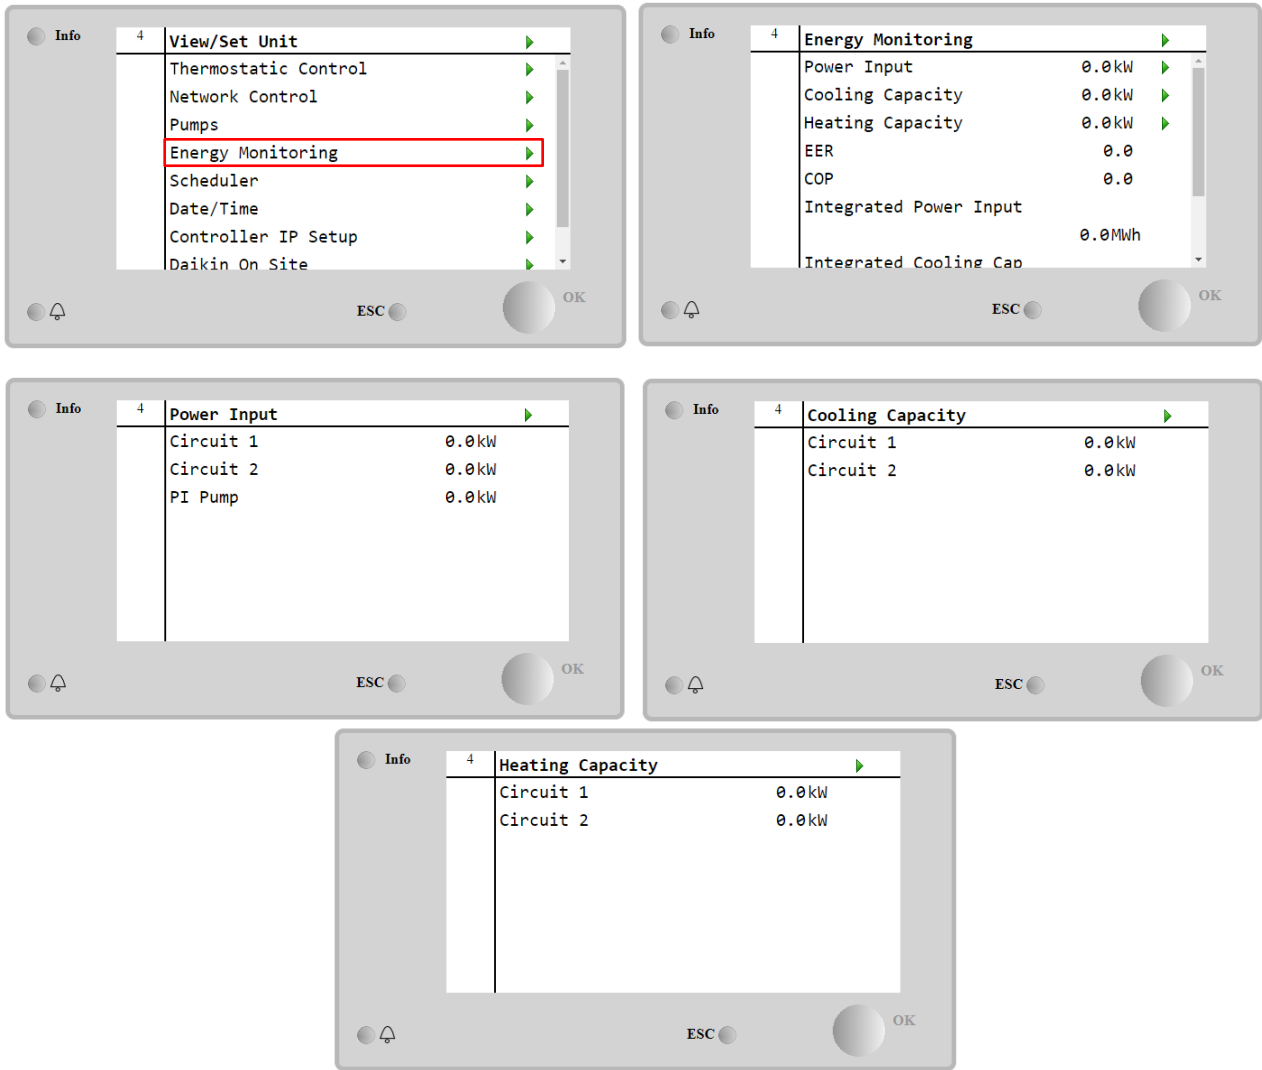 Info
4
View/Set Unit
Thermostatic Control
Network Control
Pumps
Energy Monitoring
Scheduler
Date/Time
Controller IP Setup
Daikin On Site
ESC
OK
Info
4
Energy Monitoring
Power Input 0.0kW
Cooling Capacity 0.0kW
Heating Capacity 0.0kW
EER 0.0
COP 0.0
Integrated Power Input
0.0MWh
Integrated Cooling Cap
ESC
OK
Info
4
Power Input
Circuit 1 0.0kW
Circuit 2 0.0kW
PI Pump 0.0kW
ESC
OK
Info
4
Cooling Capacity
Circuit 1 0.0kW
Circuit 2 0.0kW
ESC
OK
Info
4
Heating Capacity
Circuit 1 0.0kW
Circuit 2 0.0kW
ESC
OK